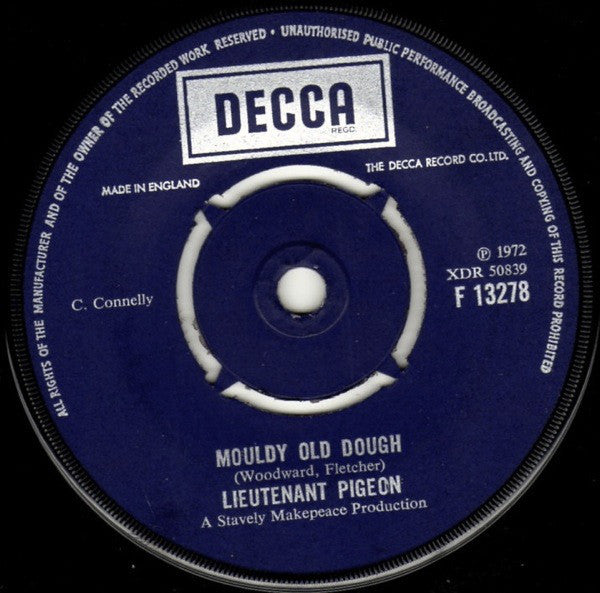 ALL RIGHTS OF THE MANUFACTURER AND OF THE OWNER OF THE RECORDED WORK RESERVED • UNAUTHORISED PUBLIC PERFORMANCE BROADCASTING AND COPYING OF THIS RECORD PROHIBITED
DECCA
REGD
MADE IN ENGLAND
THE DECCA RECORD CO. LTD.
℗ 1972
XDR 50839
C. Connelly
F 13278
MOULDY OLD DOUGH
(Woodward, Fletcher)
LIEUTENANT PIGEON
A Stavely Makepeace Production